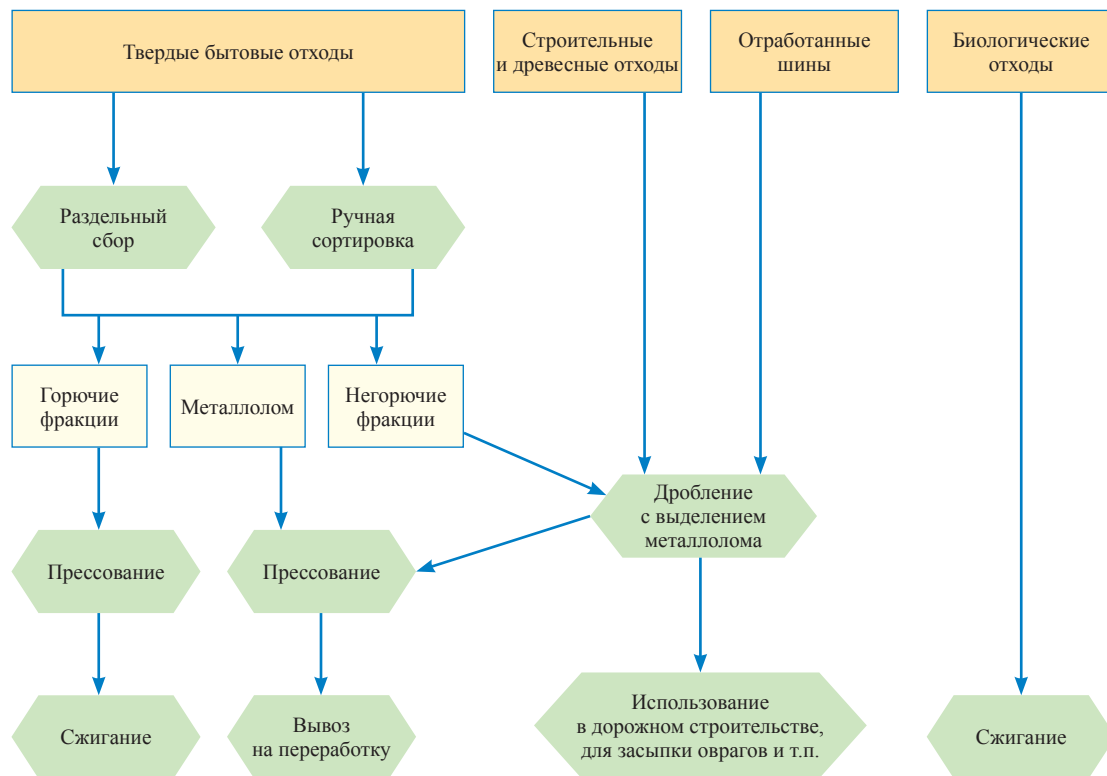 Твердые бытовые отходы
Строительные
и древесные отходы
Отработанные
шины
Биологические
отходы
Раздельный
сбор
Ручная
сортировка
Горючие
фракции
Металлолом
Негорючие
фракции
Дробление
с выделением
металлолома
Прессование
Прессование
Сжигание
Вывоз
на переработку
Использование
в дорожном строительстве,
для засыпки оврагов и т.п.
Сжигание